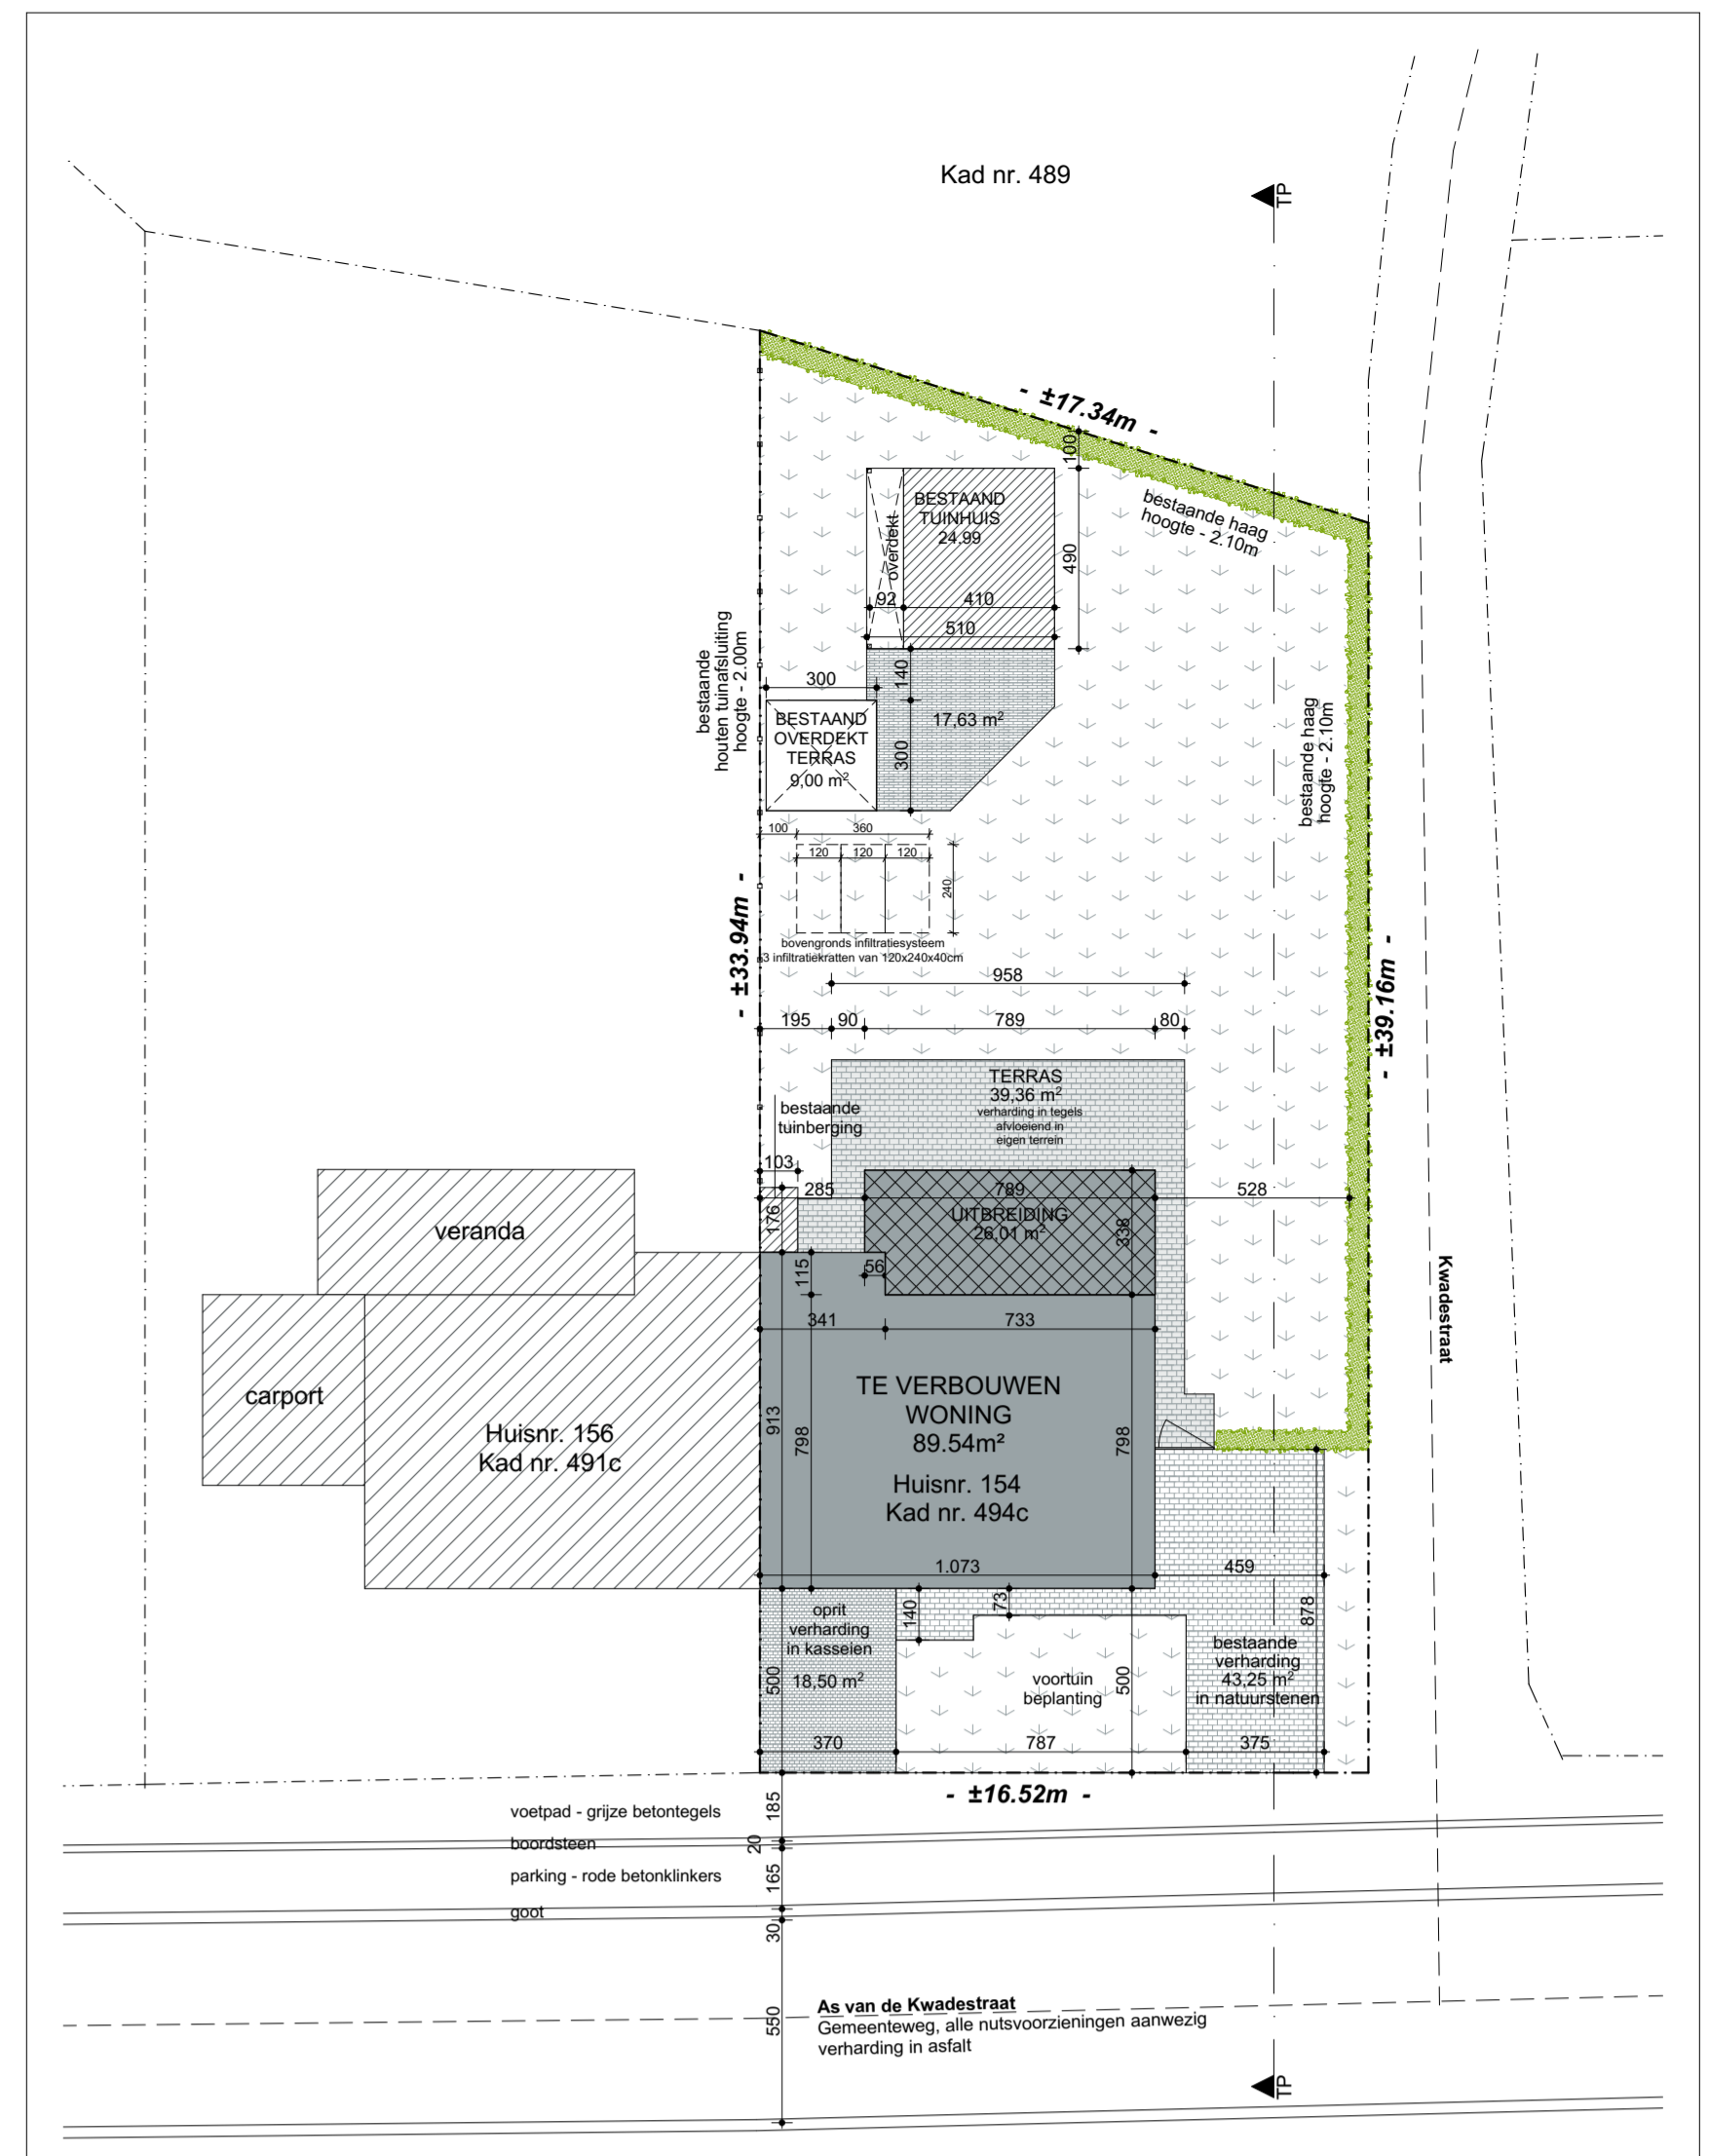 Kad nr. 489
TP
- ±17.34m -
100
bestaande haag
hoogte - 2.10m
BESTAAND
TUINHUIS
24.99
overdekt
490
92
410
510
bestaande
houten tuinafsluiting
hoogte - 2.00m
300
140
BESTAAND
OVERDEKT
TERRAS
9,00 m²
17,63 m²
300
bestaande haag
hoogte - 2.10m
100
360
120
120
120
240
bovengronds infiltratiesysteem
3 infiltratiekratten van 120x240x40cm
- ±33.94m -
- ±39.16m -
958
195
90
789
80
TERRAS
39,36 m²
verharding in tegels
afvloeiend in
eigen terrein
bestaande
tuinberging
103
285
789
528
176
UITBREIDING
26,01 m²
338
veranda
115
56
341
733
Kwadestraat
carport
Huisnr. 156
Kad nr. 491c
TE VERBOUWEN
WONING
89.54m²
Huisnr. 154
Kad nr. 494c
913
798
798
1.073
459
oprit
verharding
in kasseien
18,50 m²
140
73
878
500
voortuin
beplanting
500
bestaande
verharding
43,25 m²
in natuurstenen
370
787
375
- ±16.52m -
voetpad - grijze betontegels
185
boordsteen
20
parking - rode betonklinkers
165
goot
30
As van de Kwadestraat
Gemeenteweg, alle nutsvoorzieningen aanwezig
verharding in asfalt
550
TP